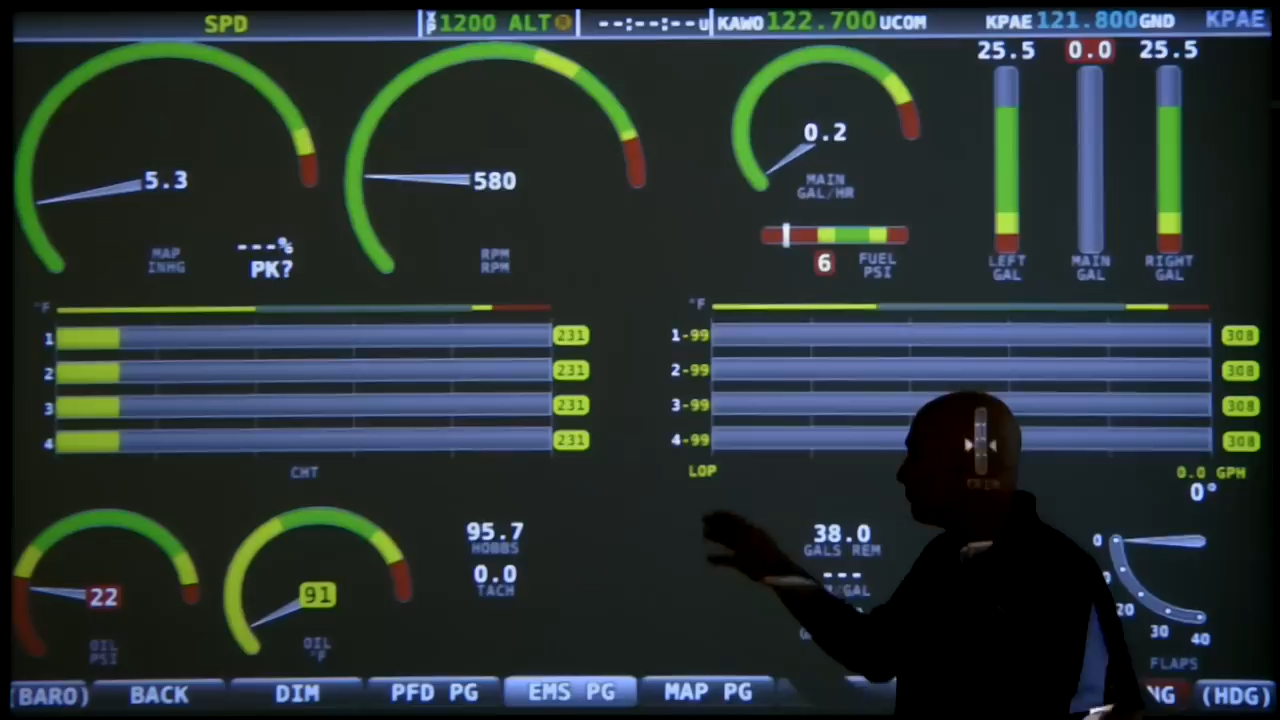 SPD 1200 ALT --:--:-- U KAWO 122.700 UCOM KPAE 121.800 GND KPAE
25.5 0.0 25.5
5.3 580 0.2
MAP INHG
---%
PK?
RPM
RPM
MAIN
GAL/HR
6 FUEL
PSI
LEFT
GAL
MAIN
GAL
RIGHT
GAL
°F
1 231
2 231
3 231
4 231
CHT
°F
1-99 308
2-99 308
3-99 308
4-99 308
LOP 0.0 GPH
0°
TRIM
22
OIL
PSI
91
OIL
°F
95.7
HOBBS
0.0
TACH
38.0
GALS REM
---
/GAL
0
20
30
40
FLAPS
(BARO) BACK DIM PFD PG EMS PG MAP PG NG (HDG)